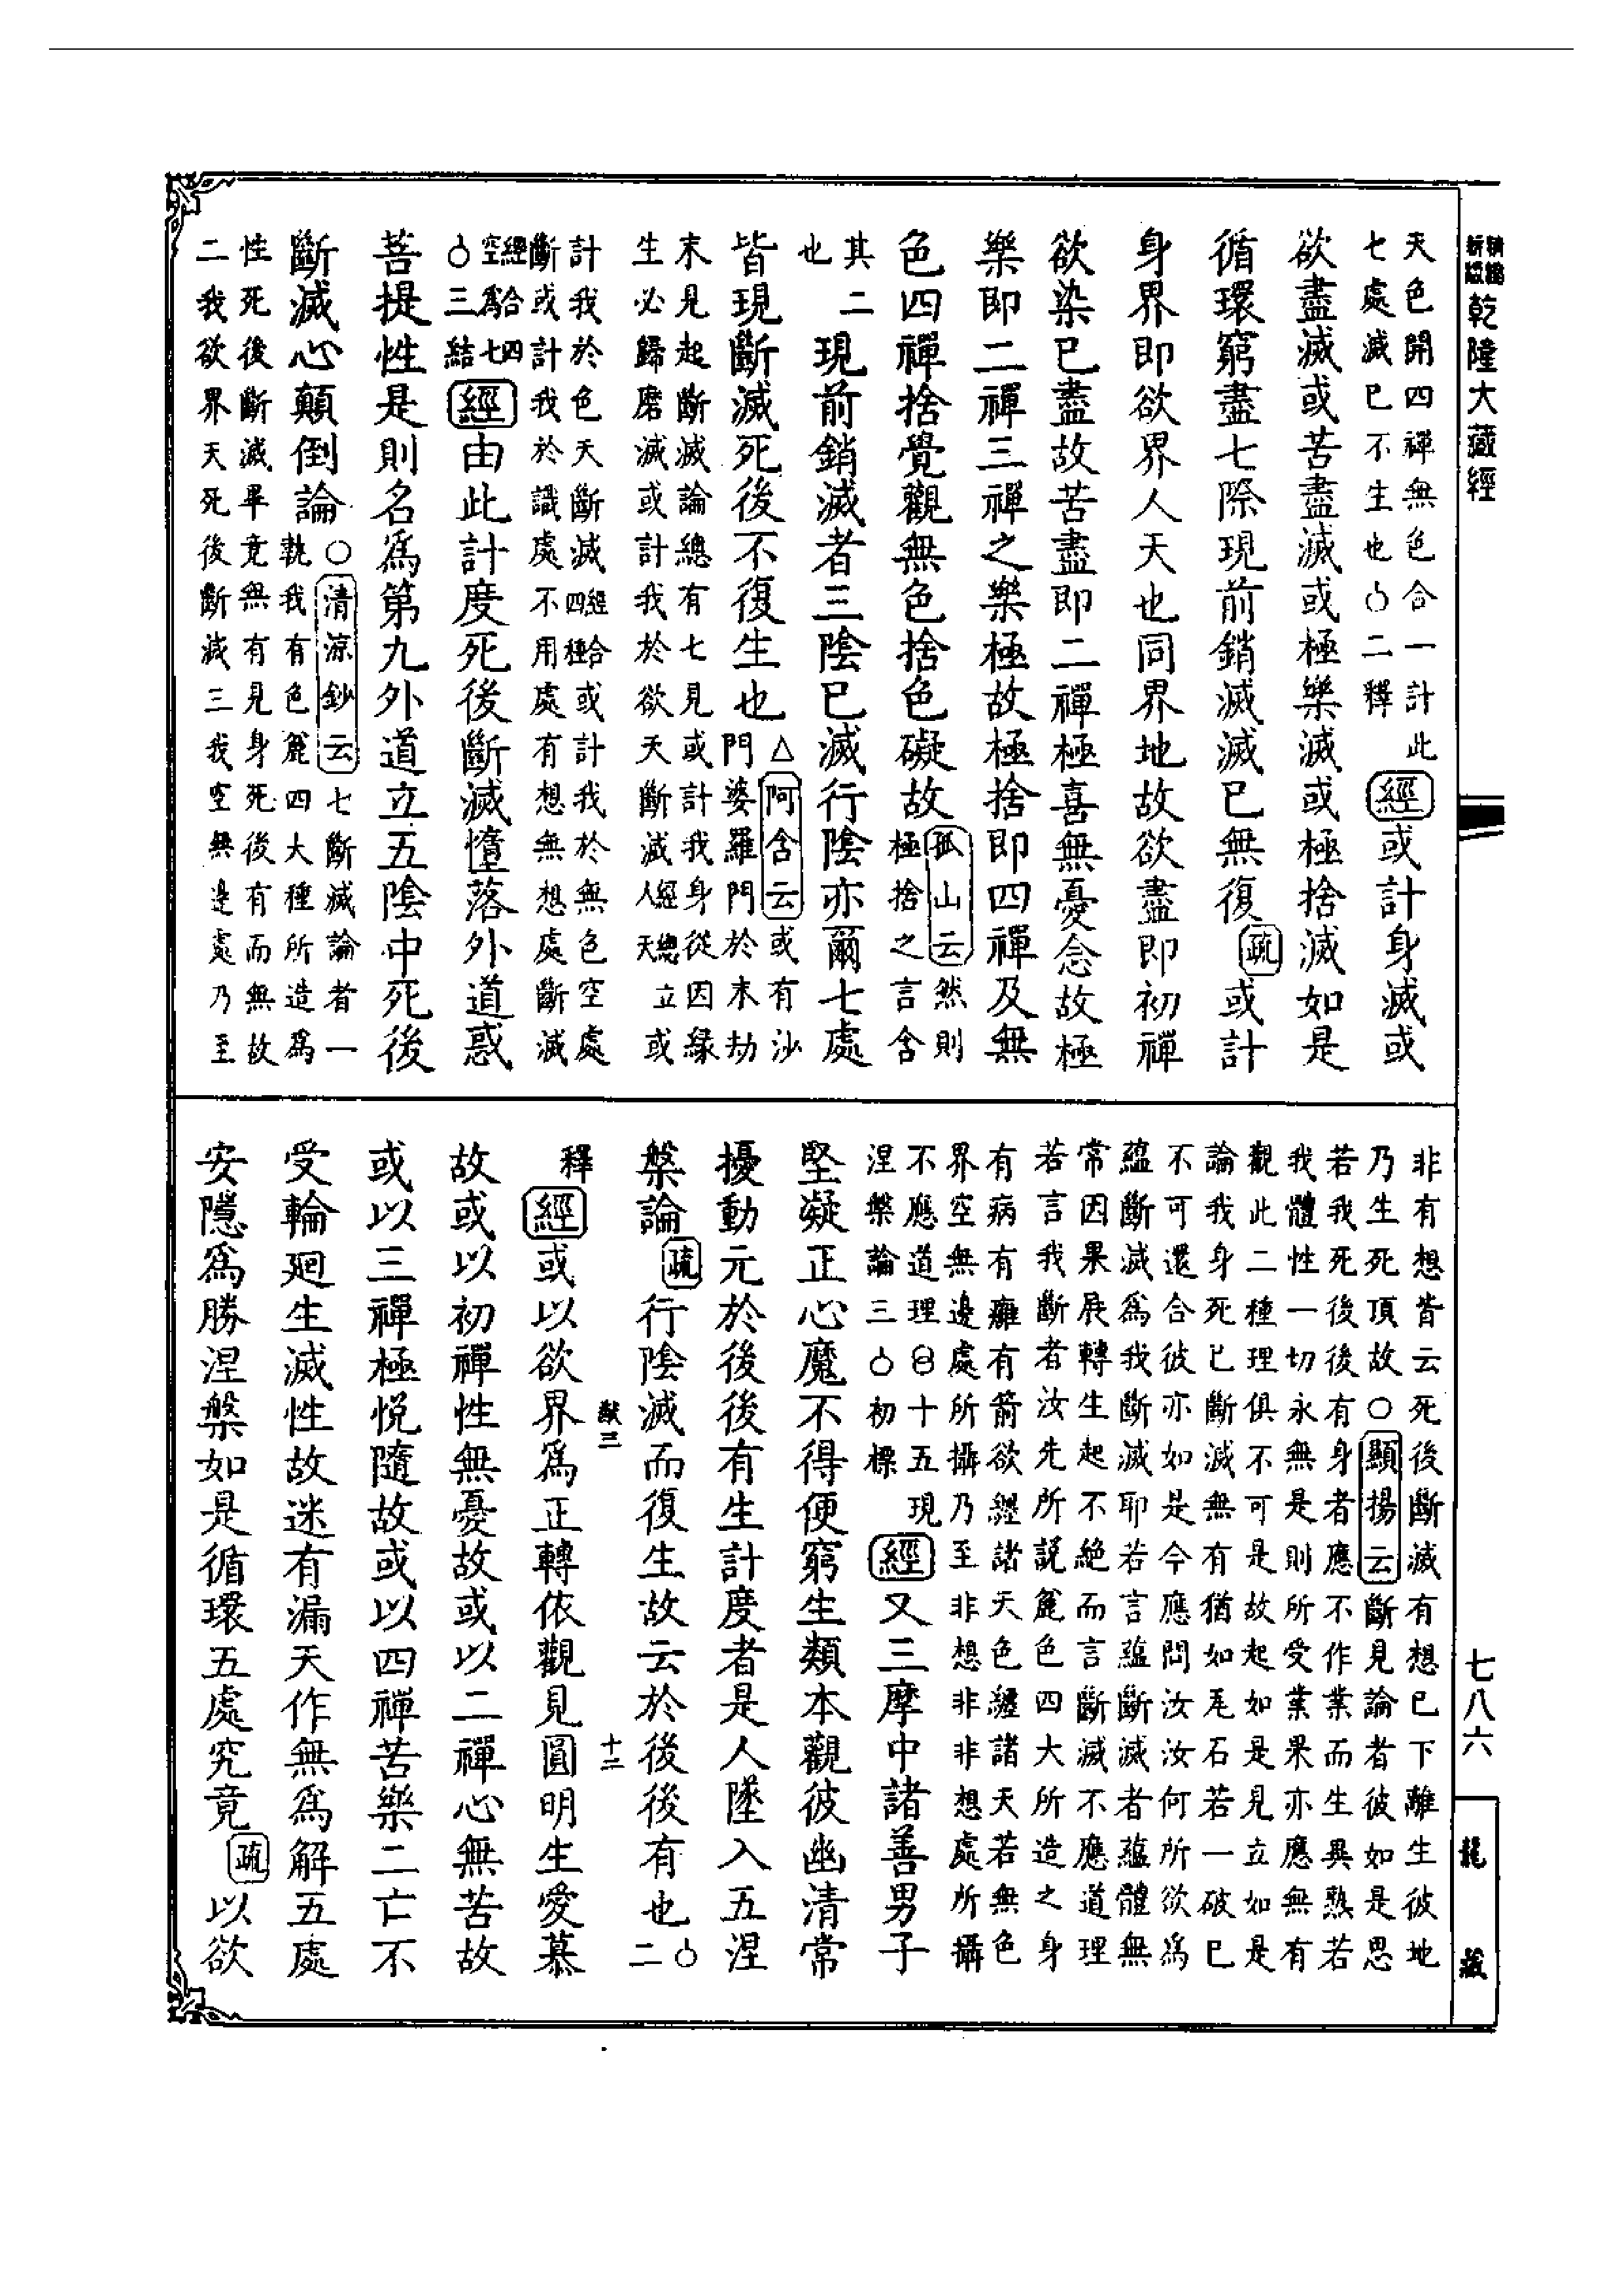 乾隆大藏經
天色開四禪無色合一計此
七處滅已不生也○二釋
經或計身滅或
欲盡滅或苦盡滅或極樂滅或極捨滅如是
循環窮盡七際現前銷滅滅已無復疏或計
身界即欲界人天也同界地故欲盡即初禪
欲染已盡故苦盡即二禪極喜無憂念故極
樂即二禪三禪之樂極故極捨即四禪及無
色四禪捨覺觀無色捨色礙故
孤山云然則
極捨之言含
其二
也
現前銷滅者三陰已滅行陰亦爾七處
皆現斷滅死後不復生也
△阿含云或有沙
門婆羅門於末劫
末見起斷滅論總有七見或計我身從因緣
生必歸磨滅或計我於欲天斷滅經總立人天或
計我於色天斷滅經合四種或計我於無色空處
斷或計我於識處不用處有想無想處斷滅
經合四空爲七
○三結
經由此計度死後斷滅墮落外道惑
菩提性是則名爲第九外道立五陰中死後
斷滅心顛倒論
○清涼鈔云七斷滅論者一
執我有色麤四大種所造爲
性死後斷滅畢竟無有見身死後有而無故
二我欲界天死後斷滅三我空無邊處乃至
七八六
龍藏
非有想皆云死後斷滅有想已下離生彼地
乃生死頂故○顯揚云斷見論者彼如是思
若我死後後有身者應不作業而生異熟若
我體性一切永無是則所受業果亦應無有
觀此二種理俱不可是故起如是見立如是
論我身死已斷滅無有猶如瓦石若一破已
不可還合彼亦如是今應問汝汝何所欲爲
蘊斷滅爲我斷滅耶若言蘊斷滅者蘊體無
常因果展轉生起不絕而言斷滅不應道理
若言我斷者汝先所說麤色四大所造之身
有病有癰有箭欲纏諸天色纏諸天若無色
界空無邊處所攝乃至非想非非想處所攝
不應道理㊀十五現
涅槃論三○初標
經又三摩中諸善男子
堅凝正心魔不得便窮生類本觀彼幽清常
擾動元於後後有生計度者是人墜入五涅
槃論疏行陰滅而復生故云於後後有也○二
釋
經或以欲界爲正轉依觀見圓明生愛慕
獻三
十二
故或以初禪性無憂故或以二禪心無苦故
或以三禪極悅隨故或以四禪苦樂二亡不
受輪廻生滅性故迷有漏天作無爲解五處
安隱爲勝涅槃如是循環五處究竟疏以欲